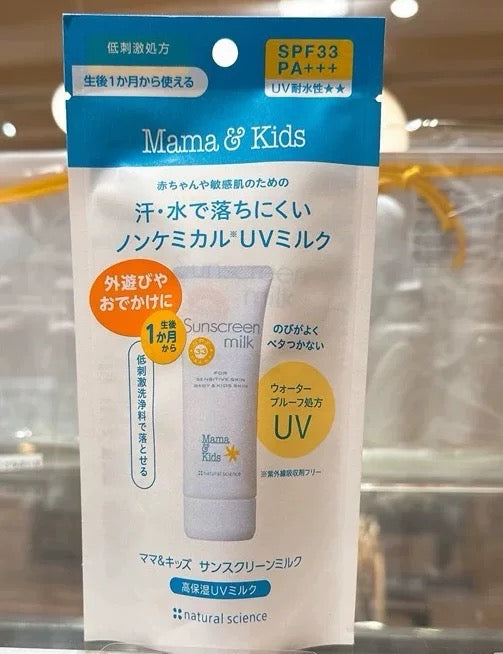 低刺激処方
生後1か月から使える
SPF33
PA+++
UV耐水性★★
Mama & Kids
赤ちゃんや敏感肌のための
汗・水で落ちにくい
ノンケミカル※UVミルク
外遊びや
おでかけに
生後
1か月
から
低刺激洗浄料で落とせる
Sunscreen
milk
33
FOR
SENSITIVE SKIN
BABY & KIDS SKIN
Mama
&
Kids
natural science
のびがよく
ベタつかない
ウォーター
プルーフ処方
UV
※紫外線吸収剤フリー
ママ&キッズ サンスクリーンミルク
高保湿UVミルク
natural science